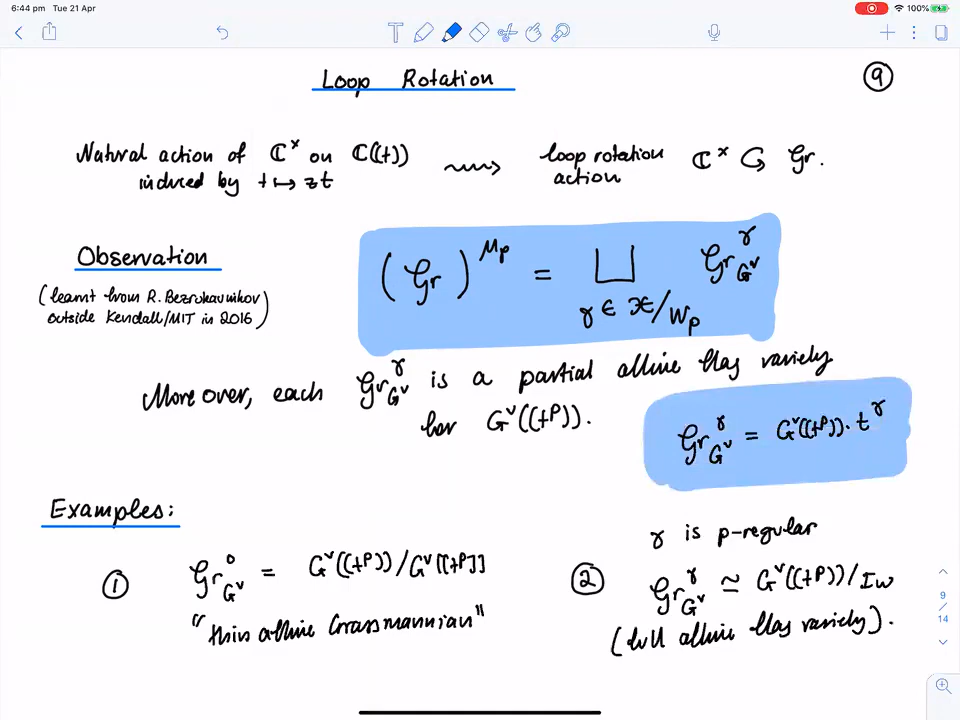 6:44 pm Tue 21 Apr 100%
Loop Rotation ⑨
Natural action of ℂˣ on ℂ((t)) ⇝ loop rotation ℂˣ ↻ Gr.
induced by t ↦ zt action
Observation
(learnt from R. Bezrukavnikov
outside Kendall/MIT in 2016)
(Gr)^{μ_p} = ⊔_{γ ∈ 𝔛/W_p} Gr^γ_{G^∨}
Moreover, each Gr^γ_{G^∨} is a partial affine flag variety
for G^∨((t^p)).
Gr^γ_{G^∨} = G^∨((t^p)) · t^γ
Examples:
① Gr^0_{G^∨} = G^∨((t^p))/G^∨[[t^p]]
"thin affine Grassmannian"
② γ is p-regular
Gr^γ_{G^∨} ≃ G^∨((t^p))/Iw
(full affine flag variety).
9
/
14